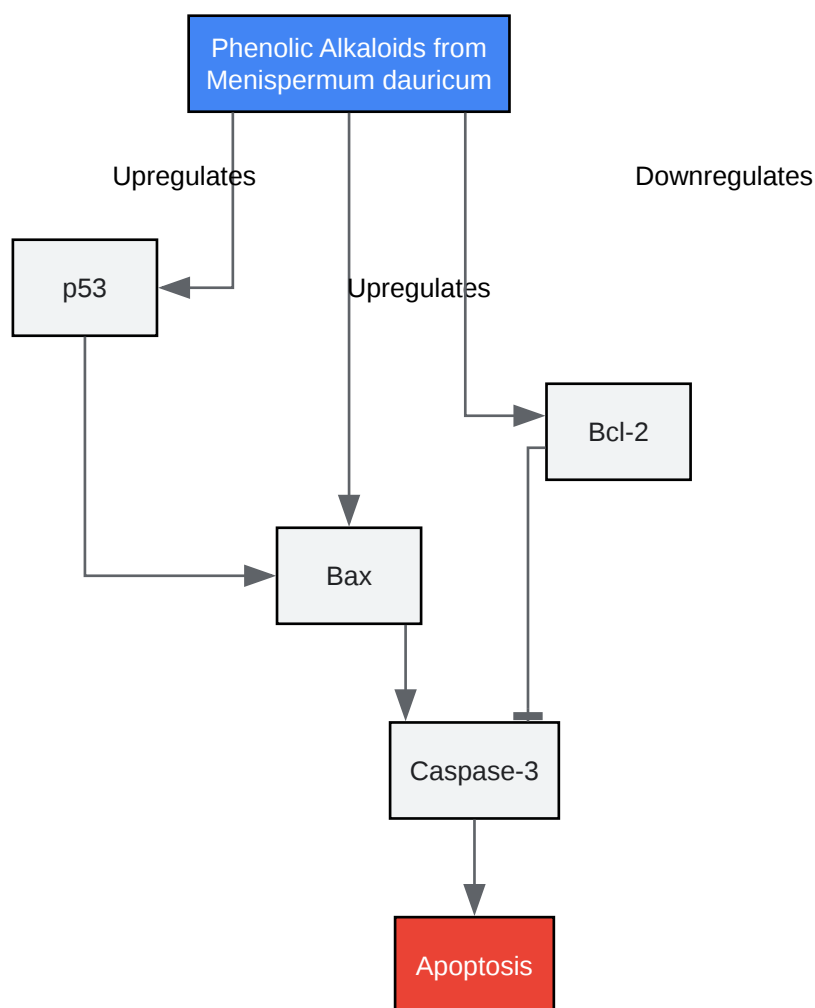 Phenolic Alkaloids from
Menispermum dauricum
Upregulates
Downregulates
p53
Upregulates
Bcl-2
Bax
Caspase-3
Apoptosis